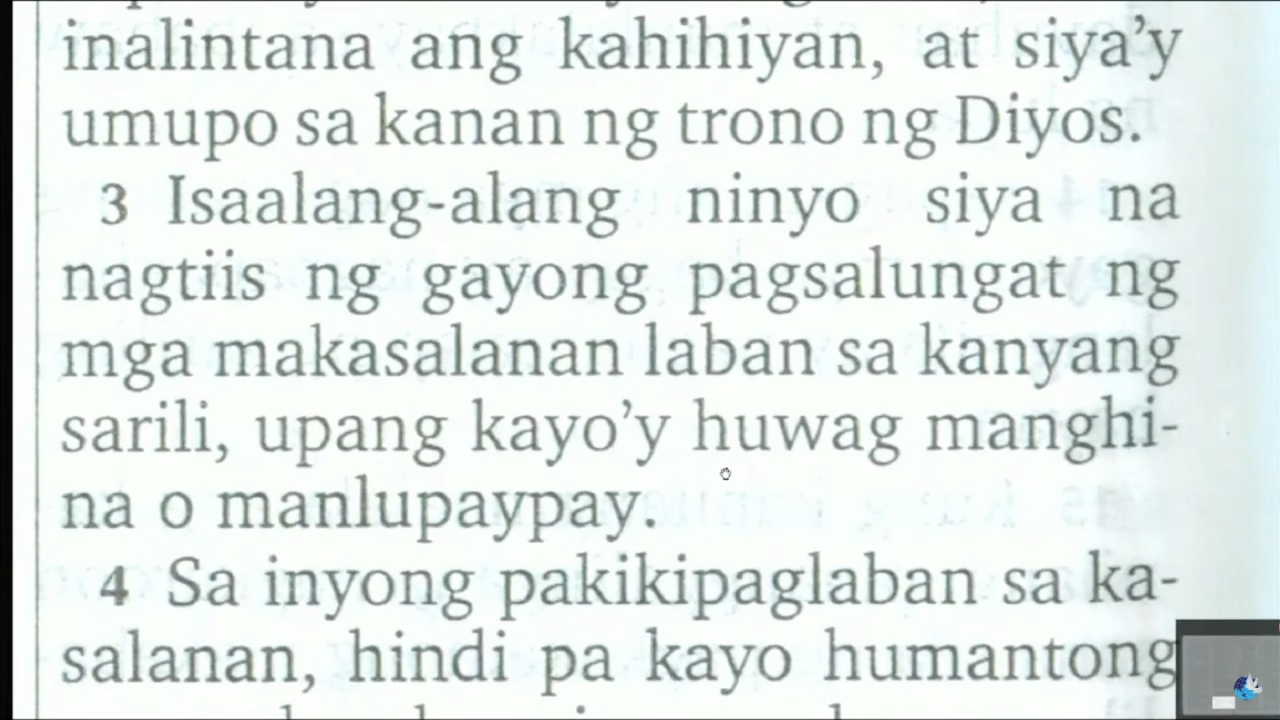 inalintana ang kahihiyan, at siya’y
umupo sa kanan ng trono ng Diyos.
3 Isaalang-alang ninyo siya na
nagtiis ng gayong pagsalungat ng
mga makasalanan laban sa kanyang
sarili, upang kayo’y huwag manghi-
na o manlupaypay.
4 Sa inyong pakikipaglaban sa ka-
salanan, hindi pa kayo humantong